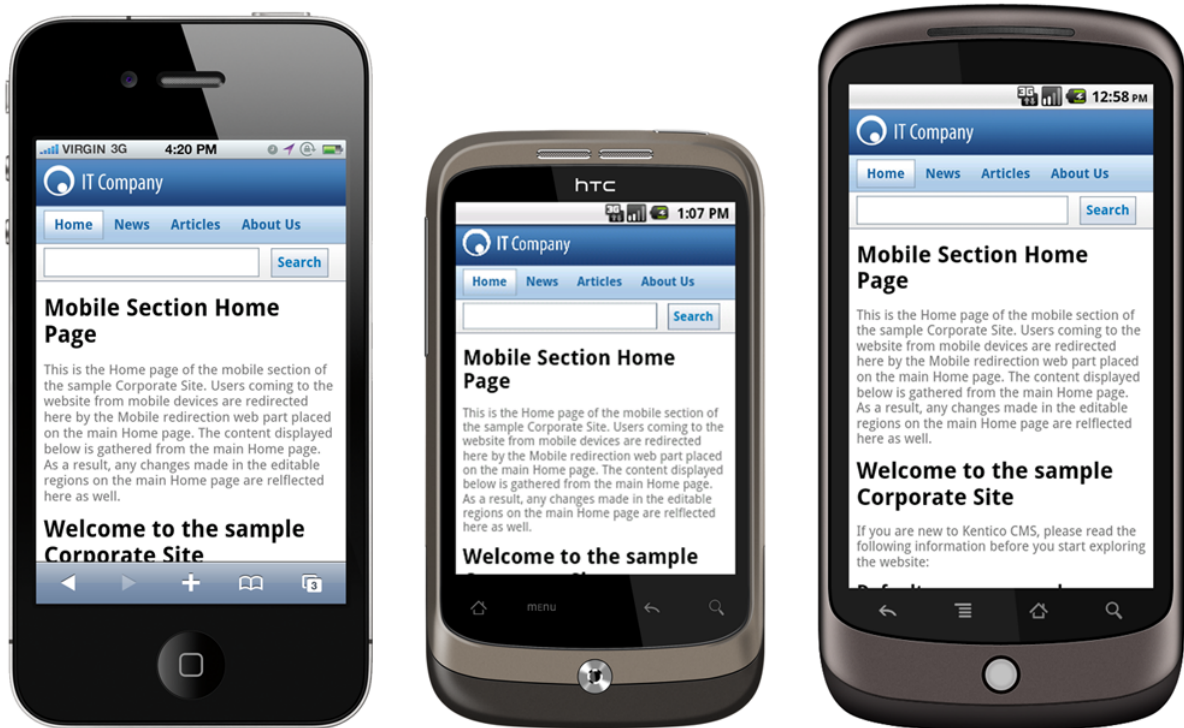 VIRGIN 3G 4:20 PM
IT Company
Home News Articles About Us
Search
Mobile Section Home
Page
This is the Home page of the mobile section of
the sample Corporate Site. Users coming to the
website from mobile devices are redirected
here by the Mobile redirection web part placed
on the main Home page. The content displayed
below is gathered from the main Home page.
As a result, any changes made in the editable
regions on the main Home page are relflected
here as well.
Welcome to the sample
Corporate Site
3
hTC
3G 1:07 PM
IT Company
Home News Articles About Us
Search
Mobile Section Home
Page
This is the Home page of the mobile section of
the sample Corporate Site. Users coming to the
website from mobile devices are redirected
here by the Mobile redirection web part placed
on the main Home page. The content displayed
below is gathered from the main Home page.
As a result, any changes made in the editable
regions on the main Home page are relflected
here as well.
Welcome to the sample
MENU
3G 12:58 PM
IT Company
Home News Articles About Us
Search
Mobile Section Home
Page
This is the Home page of the mobile section of
the sample Corporate Site. Users coming to the
website from mobile devices are redirected
here by the Mobile redirection web part placed
on the main Home page. The content displayed
below is gathered from the main Home page.
As a result, any changes made in the editable
regions on the main Home page are relflected
here as well.
Welcome to the sample
Corporate Site
If you are new to Kentico CMS, please read the
following information before you start exploring
the website: